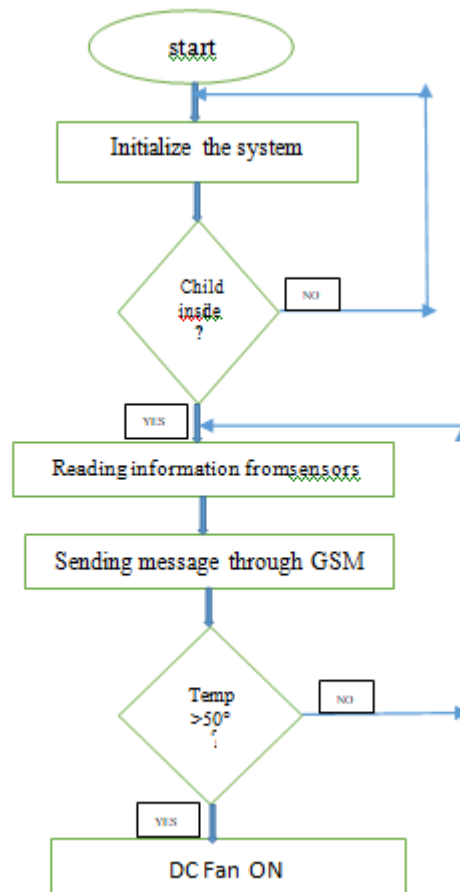 start
Initialize the system
Child
inside
?
NO
YES
Reading information fromsensors
Sending message through GSM
Temp
>50°
?
NO
YES
DC Fan ON